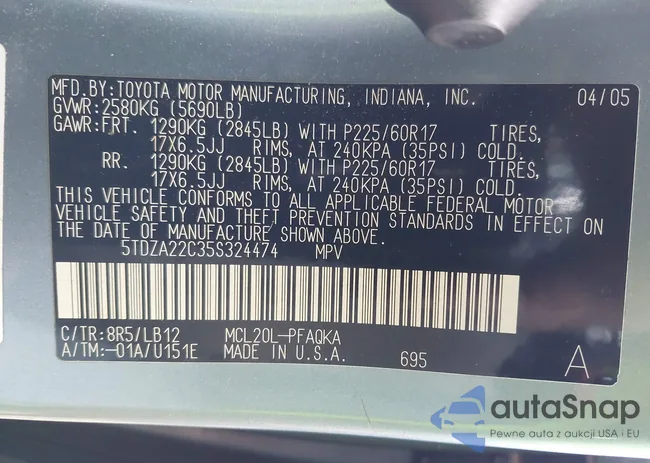 MFD.BY: TOYOTA MOTOR MANUFACTURING, INDIANA, INC. 04/05
GVWR: 2580KG (5690LB)
GAWR: FRT. 1290KG (2845LB) WITH P225/60R17 TIRES,
17X6.5JJ RIMS, AT 240KPA (35PSI) COLD.
RR. 1290KG (2845LB) WITH P225/60R17 TIRES,
17X6.5JJ RIMS, AT 240KPA (35PSI) COLD.
THIS VEHICLE CONFORMS TO ALL APPLICABLE FEDERAL MOTOR
VEHICLE SAFETY AND THEFT PREVENTION STANDARDS IN EFFECT ON
THE DATE OF MANUFACTURE SHOWN ABOVE.
5TDZA22C35S324474 MPV
C/TR: 8R5/LB12 MCL20L-PFAQKA
A/TM:-01A/U151E MADE IN U.S.A. 695 A
autaSnap
Pewne auta z aukcji USA i EU